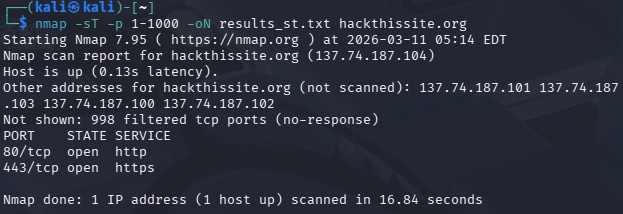 ┌──(kali㉿kali)-[~]
└─$ nmap -sT -p 1-1000 -oN results_st.txt hackthissite.org
Starting Nmap 7.95 ( https://nmap.org ) at 2026-03-11 05:14 EDT
Nmap scan report for hackthissite.org (137.74.187.104)
Host is up (0.13s latency).
Other addresses for hackthissite.org (not scanned): 137.74.187.101 137.74.187
.103 137.74.187.100 137.74.187.102
Not shown: 998 filtered tcp ports (no-response)
PORT    STATE SERVICE
80/tcp  open  http
443/tcp open  https

Nmap done: 1 IP address (1 host up) scanned in 16.84 seconds